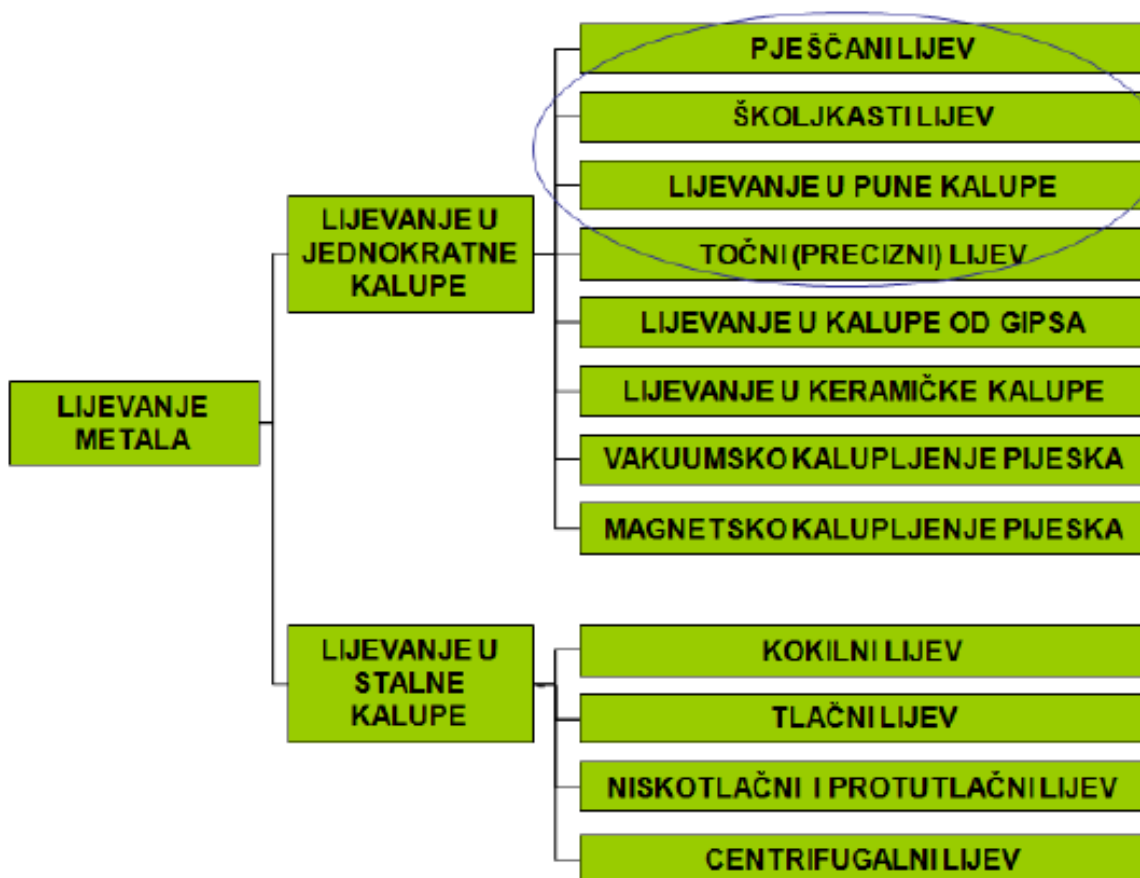 PJEŠČANI LIJEV
ŠKOLJKASTI LIJEV
LIJEVANJE U PUNE KALUPE
LIJEVANJE U
JEDNOKRATNE
KALUPE
TOČNI (PRECIZNI) LIJEV
LIJEVANJE U KALUPE OD GIPSA
LIJEVANJE U KERAMIČKE KALUPE
LIJEVANJE
METALA
VAKUUMSKO KALUPLJENJE PIJESKA
MAGNETSKO KALUPLJENJE PIJESKA
LIJEVANJE U
STALNE
KALUPE
KOKILNI LIJEV
TLAČNI LIJEV
NISKOTLAČNI I PROTUTLAČNI LIJEV
CENTRIFUGALNI LIJEV